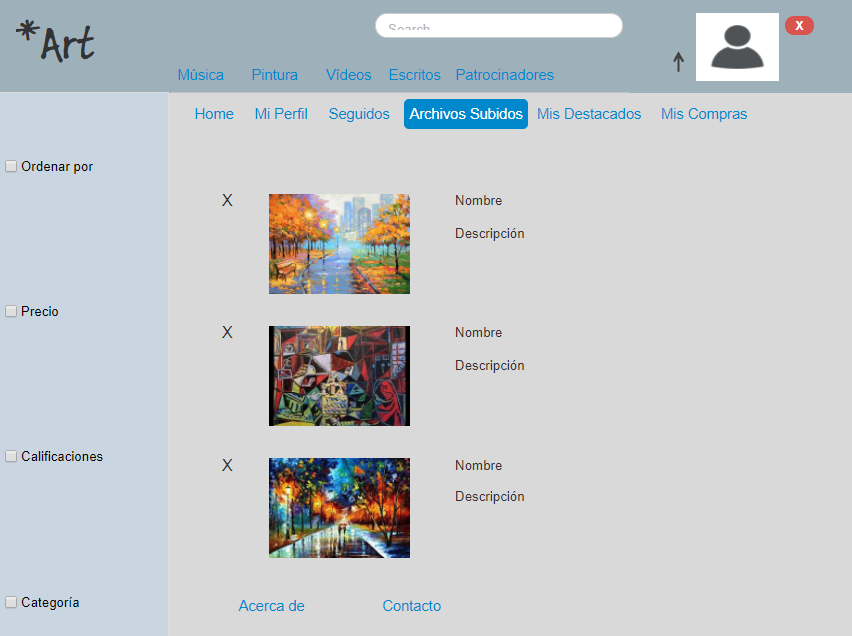 *Art
Search
X
Música Pintura Vídeos Escritos Patrocinadores
Home Mi Perfil Seguidos Archivos Subidos Mis Destacados Mis Compras
Ordenar por
X Nombre
Descripción
Precio
X Nombre
Descripción
Calificaciones
X Nombre
Descripción
Categoría
Acerca de Contacto